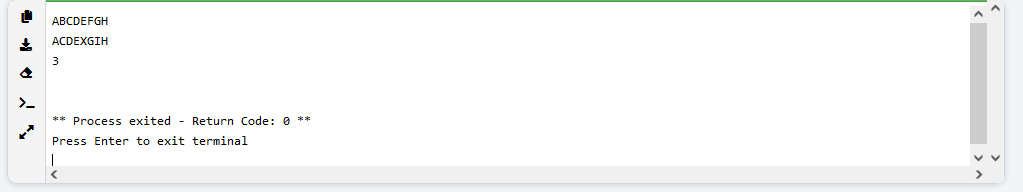 ABCDEFGH
ACDEXGIH
3
** Process exited - Return Code: 0 **
Press Enter to exit terminal